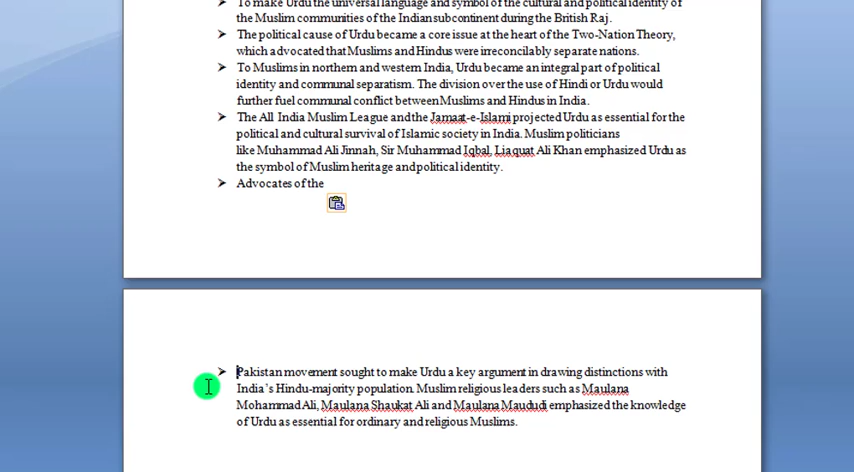 To make Urdu the universal language and symbol of the cultural and political identity of
the Muslim communities of the Indian subcontinent during the British Raj.
The political cause of Urdu became a core issue at the heart of the Two-Nation Theory,
which advocated that Muslims and Hindus were irreconcilably separate nations.
To Muslims in northern and western India, Urdu became an integral part of political
identity and communal separatism. The division over the use of Hindi or Urdu would
further fuel communal conflict between Muslims and Hindus in India.
The All India Muslim League and the Jamaat-e-Islami projected Urdu as essential for the
political and cultural survival of Islamic society in India. Muslim politicians
like Muhammad Ali Jinnah, Sir Muhammad Iqbal, Liaquat Ali Khan emphasized Urdu as
the symbol of Muslim heritage and political identity.
Advocates of the
Pakistan movement sought to make Urdu a key argument in drawing distinctions with
India's Hindu-majority population. Muslim religious leaders such as Maulana
Mohammad Ali, Maulana Shaukat Ali and Maulana Maududi emphasized the knowledge
of Urdu as essential for ordinary and religious Muslims.